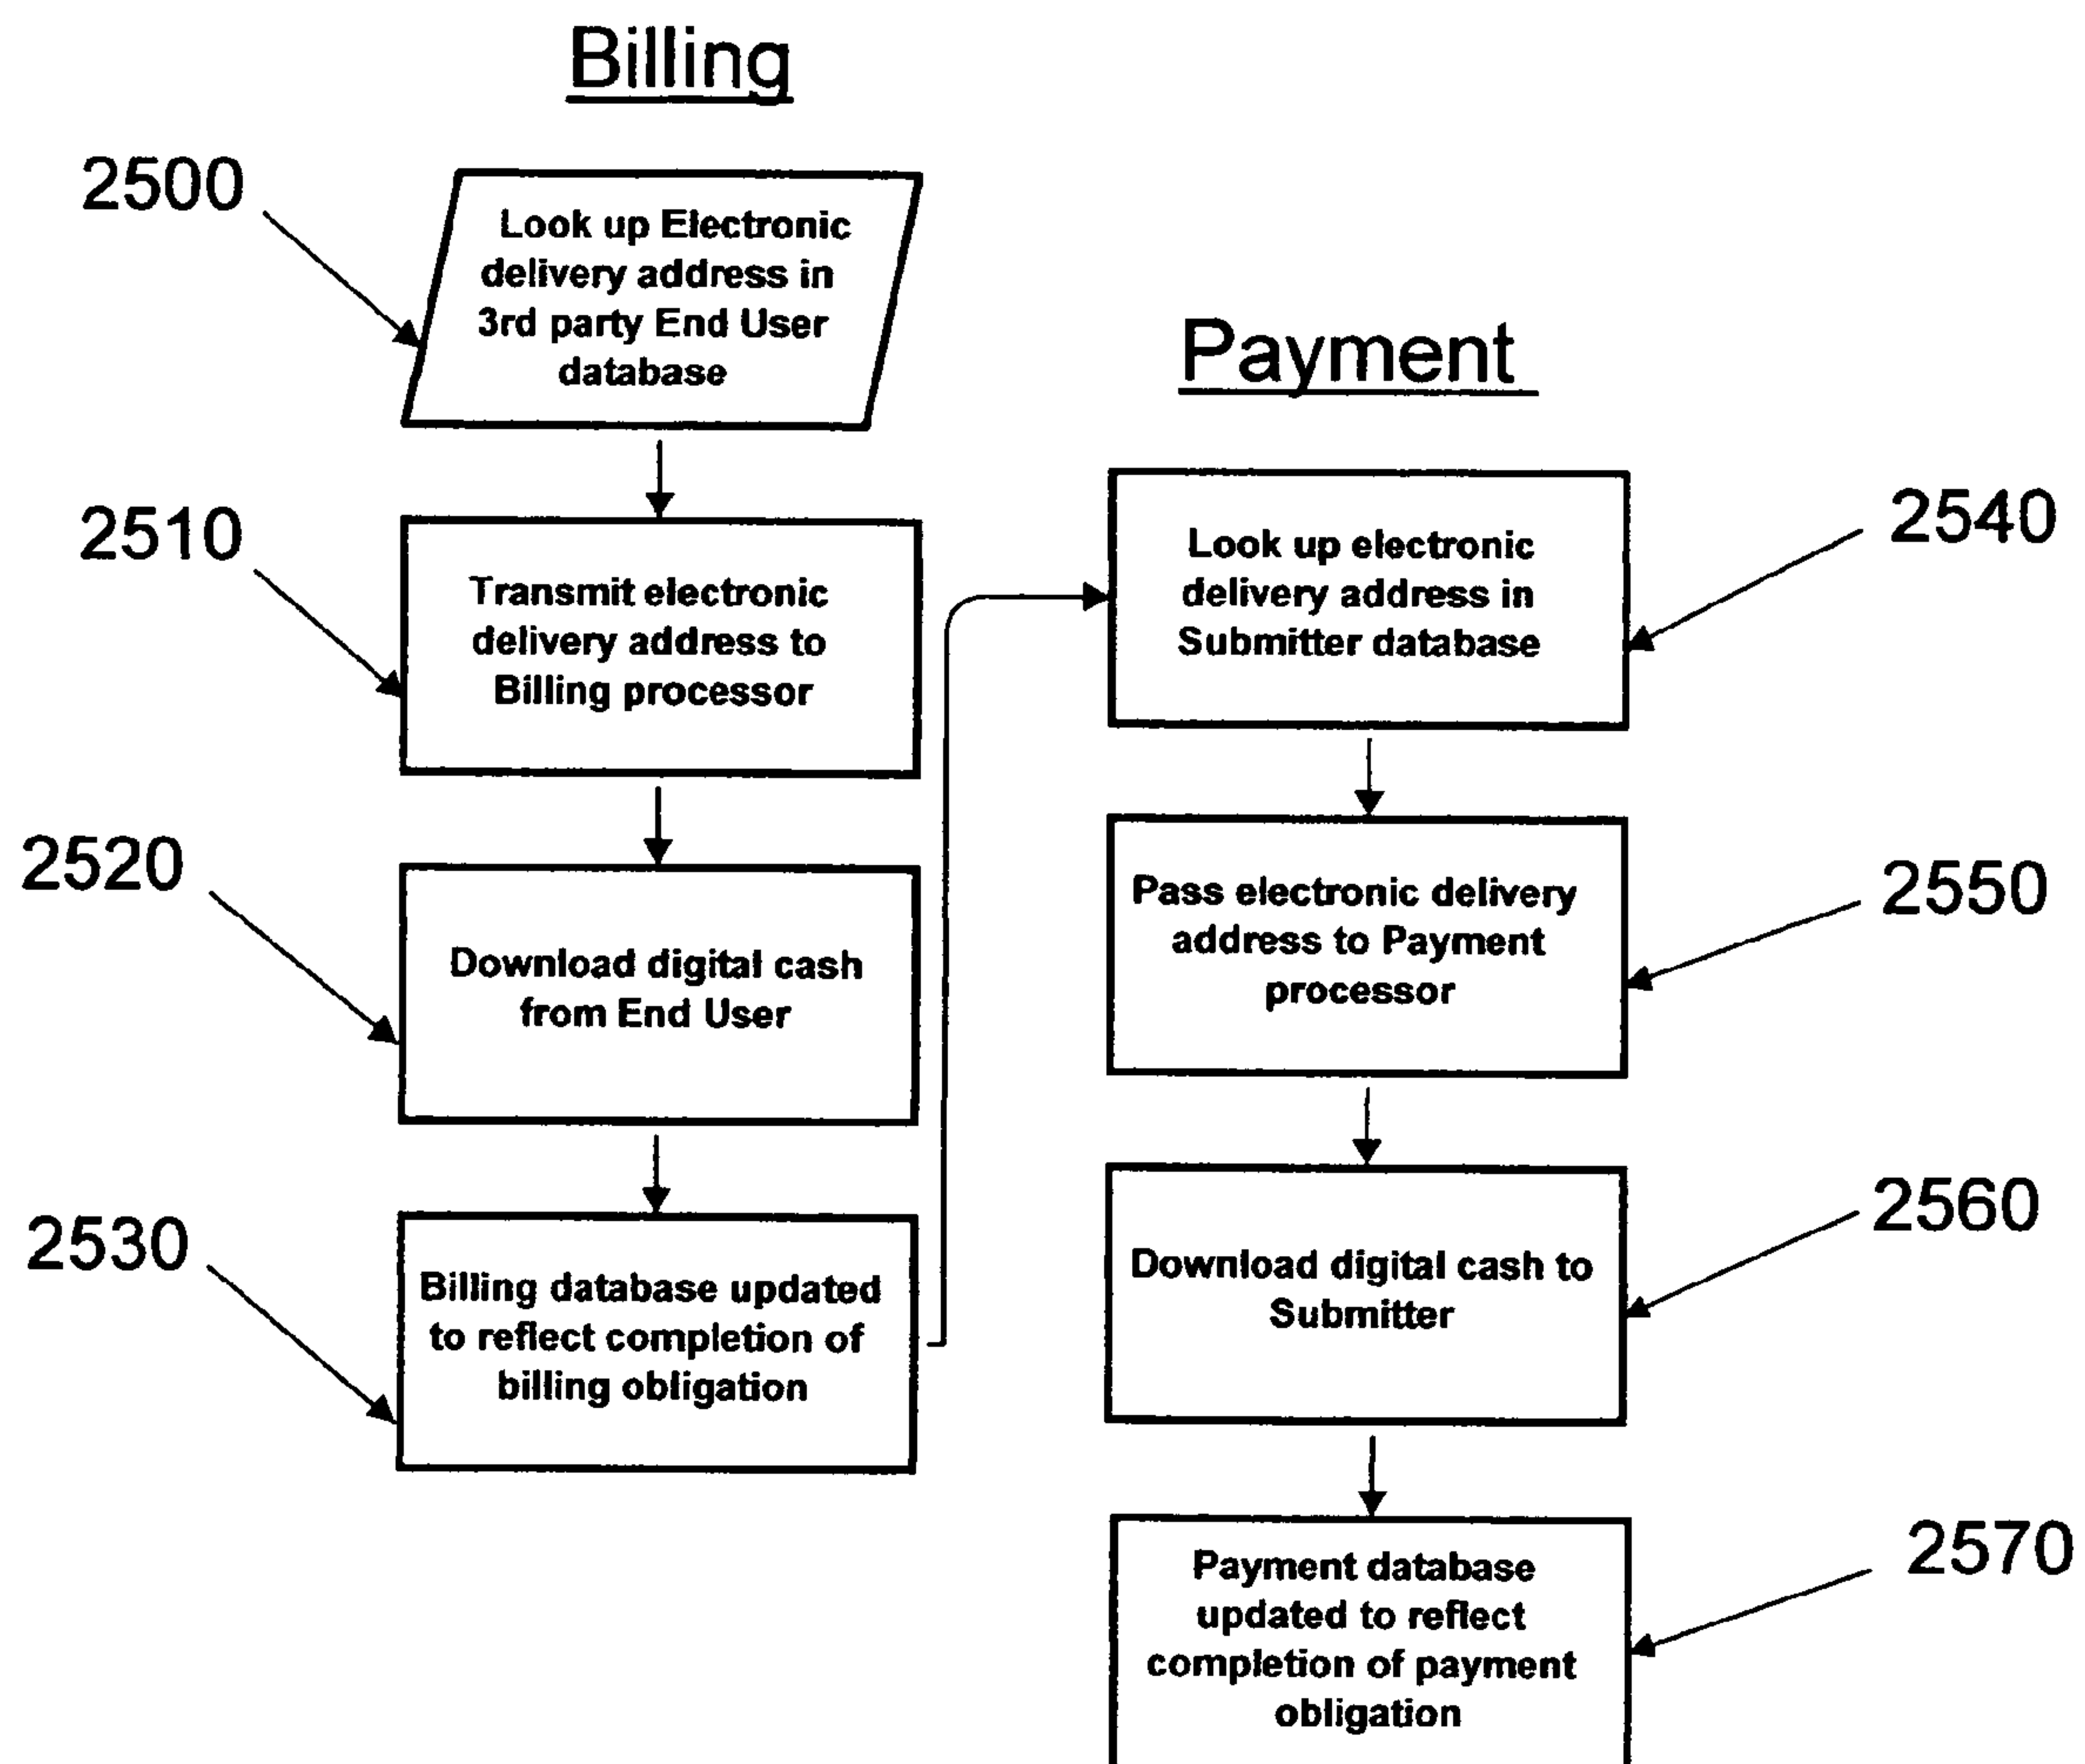 Billing
2500
Look up Electronic
delivery address in
3rd party End User
database
2510
Transmit electronic
delivery address to
Billing processor
2520
Download digital cash
from End User
2530
Billing database updated
to reflect completion of
billing obligation
Payment
2540
Look up electronic
delivery address in
Submitter database
2550
Pass electronic delivery
address to Payment
processor
2560
Download digital cash to
Submitter
2570
Payment database
updated to reflect
completion of payment
obligation